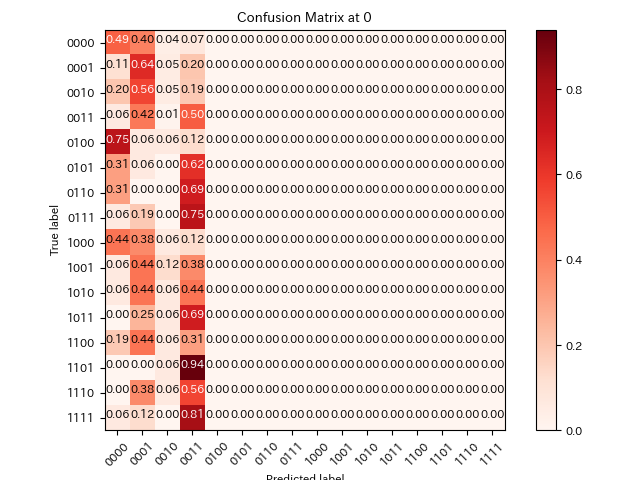 Confusion Matrix at 0
0000 0.49 0.40 0.04 0.07 0.00 0.00 0.00 0.00 0.00 0.00 0.00 0.00 0.00 0.00 0.00 0.00
0001 0.11 0.64 0.05 0.20 0.00 0.00 0.00 0.00 0.00 0.00 0.00 0.00 0.00 0.00 0.00 0.00
0010 0.20 0.56 0.05 0.19 0.00 0.00 0.00 0.00 0.00 0.00 0.00 0.00 0.00 0.00 0.00 0.00
0011 0.06 0.42 0.01 0.50 0.00 0.00 0.00 0.00 0.00 0.00 0.00 0.00 0.00 0.00 0.00 0.00
0100 0.75 0.06 0.06 0.12 0.00 0.00 0.00 0.00 0.00 0.00 0.00 0.00 0.00 0.00 0.00 0.00
0101 0.31 0.06 0.00 0.62 0.00 0.00 0.00 0.00 0.00 0.00 0.00 0.00 0.00 0.00 0.00 0.00
0110 0.31 0.00 0.00 0.69 0.00 0.00 0.00 0.00 0.00 0.00 0.00 0.00 0.00 0.00 0.00 0.00
0111 0.06 0.19 0.00 0.75 0.00 0.00 0.00 0.00 0.00 0.00 0.00 0.00 0.00 0.00 0.00 0.00
1000 0.44 0.38 0.06 0.12 0.00 0.00 0.00 0.00 0.00 0.00 0.00 0.00 0.00 0.00 0.00 0.00
1001 0.06 0.44 0.12 0.38 0.00 0.00 0.00 0.00 0.00 0.00 0.00 0.00 0.00 0.00 0.00 0.00
1010 0.06 0.44 0.06 0.44 0.00 0.00 0.00 0.00 0.00 0.00 0.00 0.00 0.00 0.00 0.00 0.00
1011 0.00 0.25 0.06 0.69 0.00 0.00 0.00 0.00 0.00 0.00 0.00 0.00 0.00 0.00 0.00 0.00
1100 0.19 0.44 0.06 0.31 0.00 0.00 0.00 0.00 0.00 0.00 0.00 0.00 0.00 0.00 0.00 0.00
1101 0.00 0.00 0.06 0.94 0.00 0.00 0.00 0.00 0.00 0.00 0.00 0.00 0.00 0.00 0.00 0.00
1110 0.00 0.38 0.06 0.56 0.00 0.00 0.00 0.00 0.00 0.00 0.00 0.00 0.00 0.00 0.00 0.00
1111 0.06 0.12 0.00 0.81 0.00 0.00 0.00 0.00 0.00 0.00 0.00 0.00 0.00 0.00 0.00 0.00
0000 0001 0010 0011 0100 0101 0110 0111 1000 1001 1010 1011 1100 1101 1110 1111
True label
Predicted label
0.8
0.6
0.4
0.2
0.0